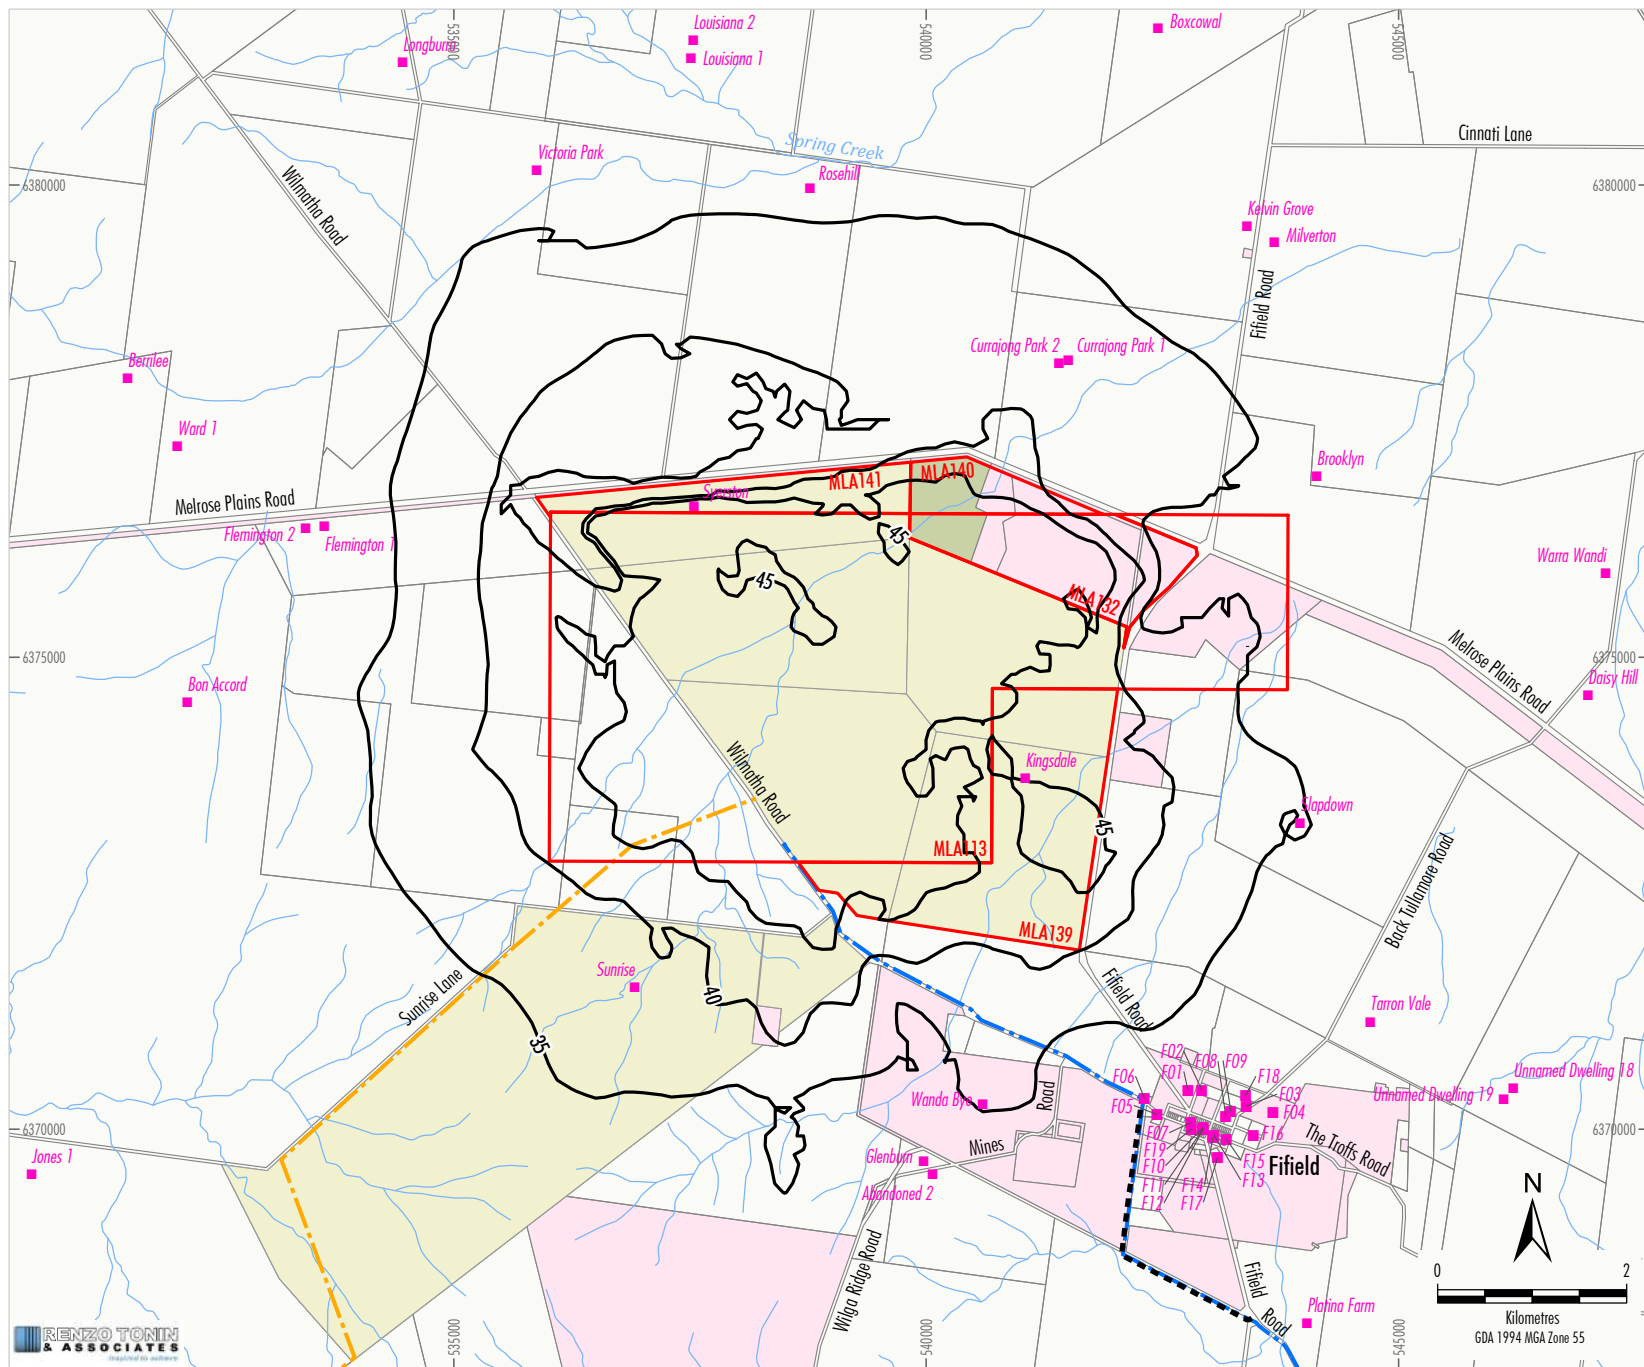 Louisiana 2
Boxcowal
Longburn
535000
540000
545000
Louisiana 1
Cinnati Lane
Spring Creek
Victoria Park
Rosehill
6380000
6380000
Wilmatha Road
Kelvin Grove
Milverton
Fifield Road
Currajong Park 2
Currajong Park 1
Bernlee
Ward 1
Brooklyn
MLA140
MLA141
Syerston
Melrose Plains Road
Flemington 2
Flemington 1
45
Warra Wandi
45
MLA132
6375000
6375000
Melrose Plains Road
Daisy Hill
Bon Accord
Wilmatha Road
Kingsdale
Slapdown
45
MLA113
Back Tullamore Road
MLA139
Sunrise
Sunrise Lane
40
Fifield Road
Tarron Vale
35
F02
F08
F09
F01
F18
F06
F03
Unnamed Dwelling 18
Unnamed Dwelling 19
Wanda Bye
Road
F05
F04
6370000
6370000
F07
F16
The Troffs Road
Mines
F19
Jones 1
Glenburn
F10
F15
Fifield
Abandoned 2
F11
F14
F13
F12
F17
N
Wilga Ridge Road
Fifield
Road
0
2
Kilometres
GDA 1994 MGA Zone 55
Platina Farm
RENZO TONIN
& ASSOCIATES
inspired to achieve
535000
540000
545000